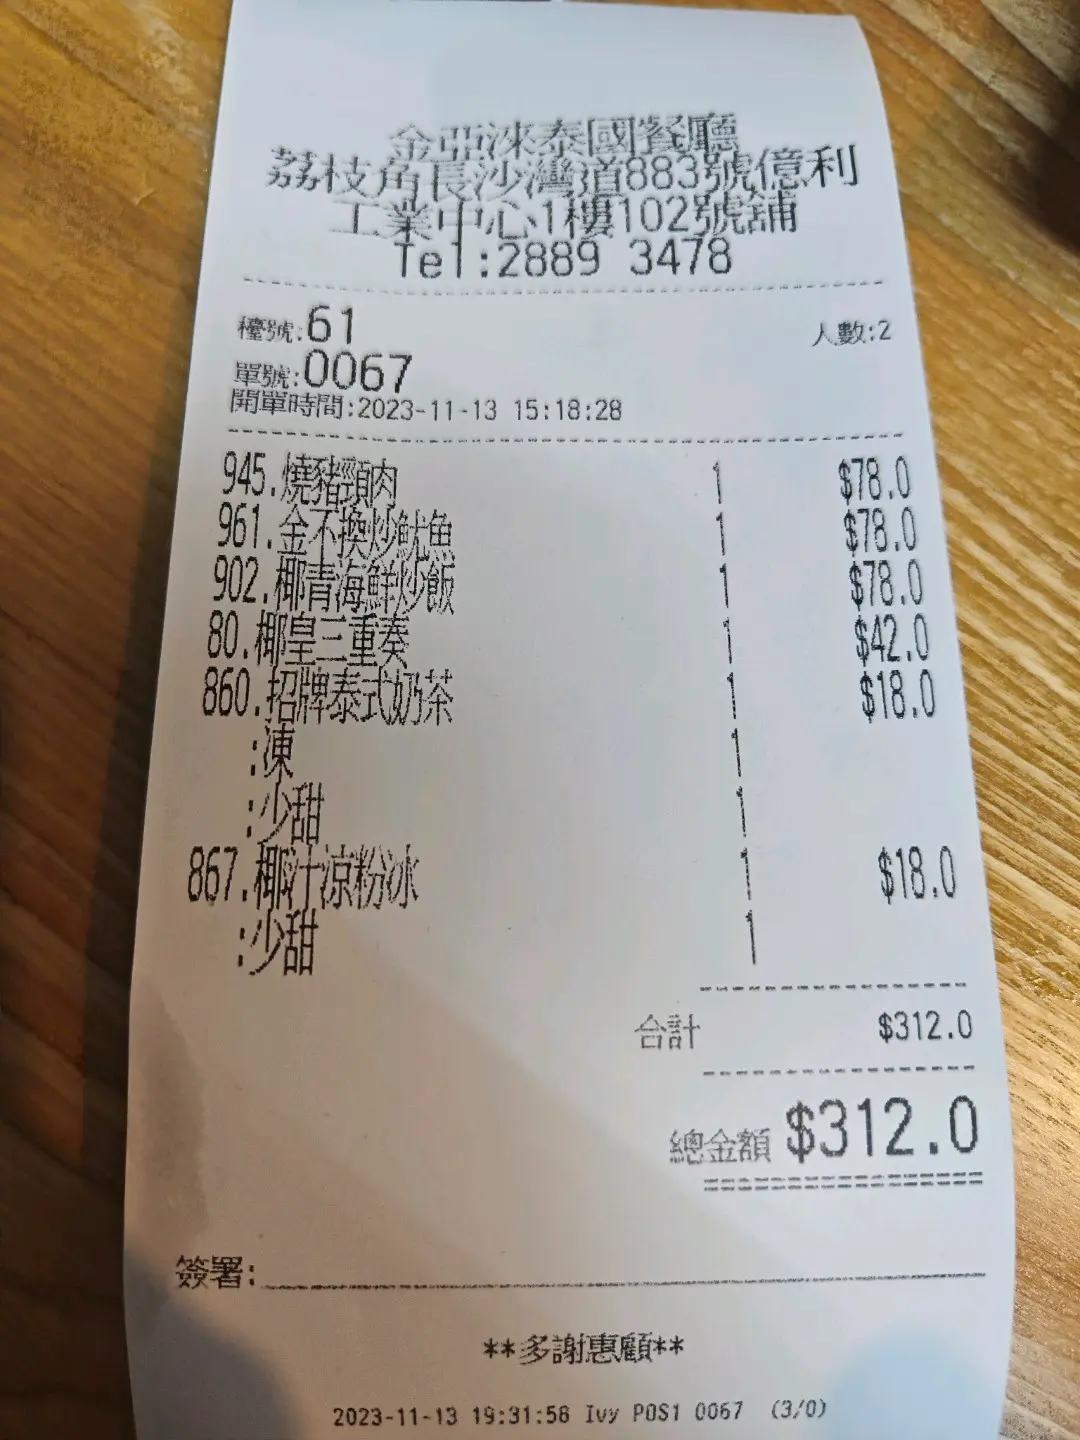 金亞淶泰國餐廳
荔枝角長沙灣道883號億利
工業中心1樓102號舖
Tel:2889 3478
檯號:61 人數:2
單號:0067
開單時間:2023-11-13 15:18:28
945.燒豬頸肉 1 $78.0
961.金不換炒魷魚 1 $78.0
902.椰青海鮮炒飯 1 $78.0
80.椰皇三重奏 1 $42.0
860.招牌泰式奶茶 1 $18.0
:凍 1
:少甜 1
867.椰汁涼粉冰 1 $18.0
:少甜 1
合計 $312.0
總金額 $312.0
簽署:
**多謝惠顧**
2023-11-13 19:31:58 Ivy POS1 0067 (3/0)